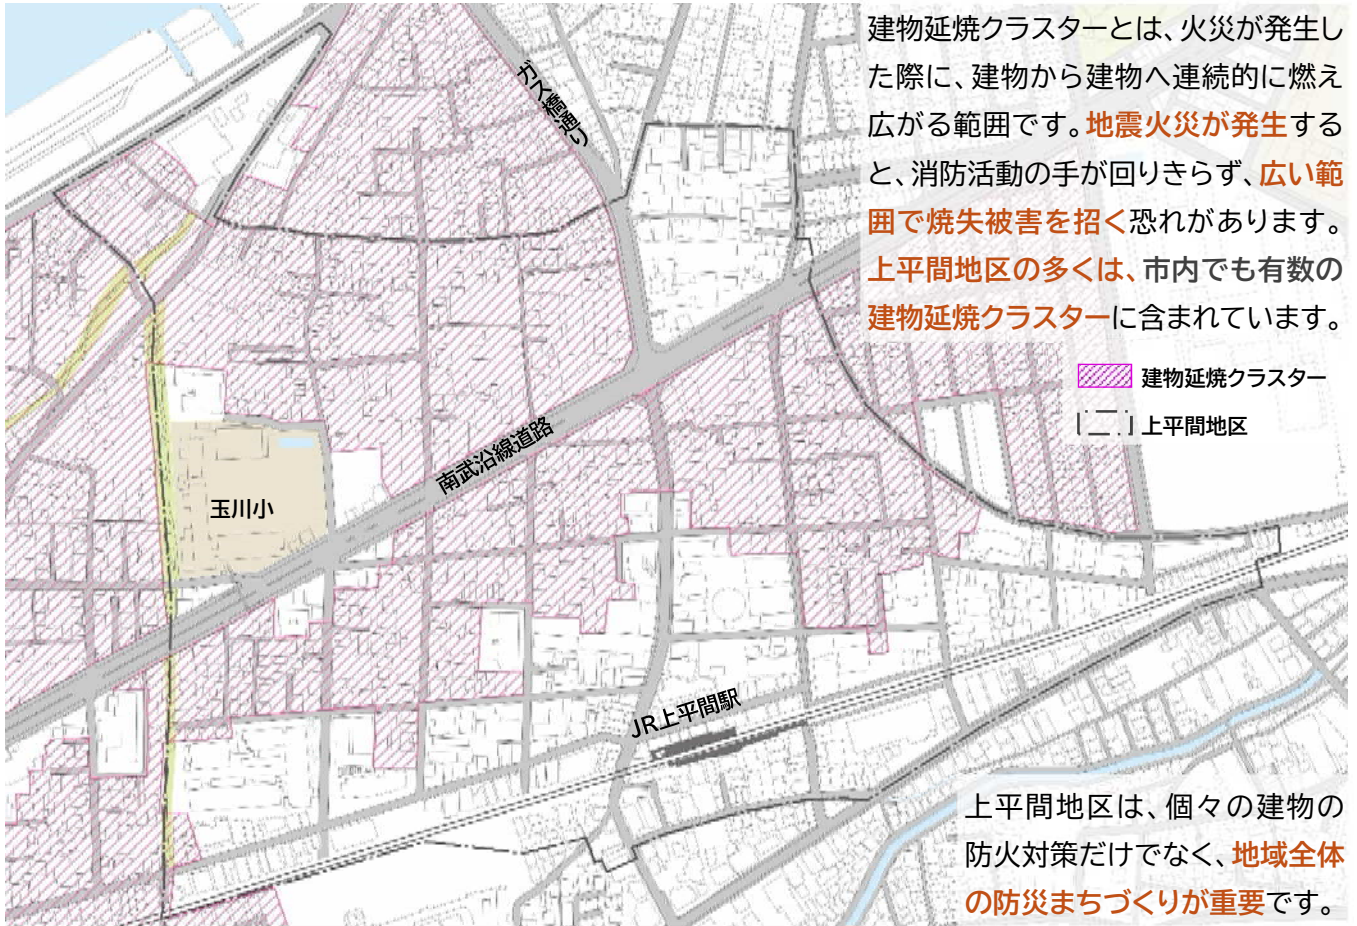 建物延焼クラスターとは、火災が発生し
た際に、建物から建物へ連続的に燃え
広がる範囲です。地震火災が発生する
と、消防活動の手が回りきらず、広い範
囲で焼失被害を招く恐れがあります。
上平間地区の多くは、市内でも有数の
建物延焼クラスターに含まれています。
建物延焼クラスター
上平間地区
ガス橋通り
南武沿線道路
玉川小
JR上平間駅
上平間地区は、個々の建物の
防火対策だけでなく、地域全体
の防災まちづくりが重要です。